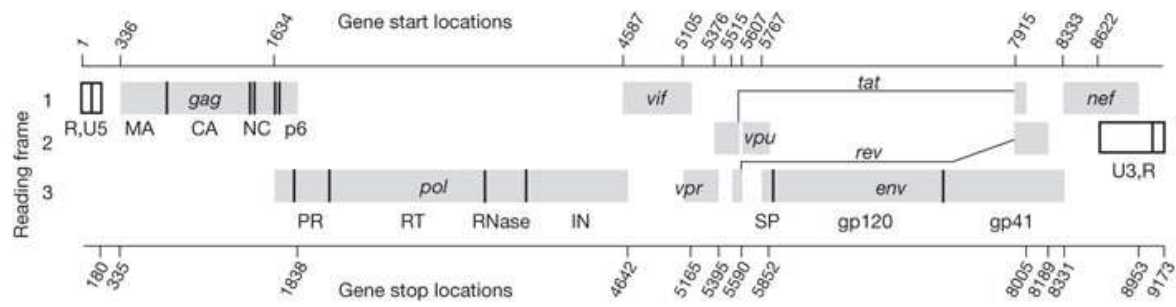 Gene start locations
1 336 1634 4587 5105 5376 5515 5607 5767 7915 8333 8622
Reading frame
1 gag vif tat nef
R,U5 MA CA NC p6
2 vpu
rev
U3,R
3 pol vpr env
PR RT RNase IN SP gp120 gp41
180 335 1838 4642 5165 5395 5590 5852 8005 8189 8331 8953 9173
Gene stop locations